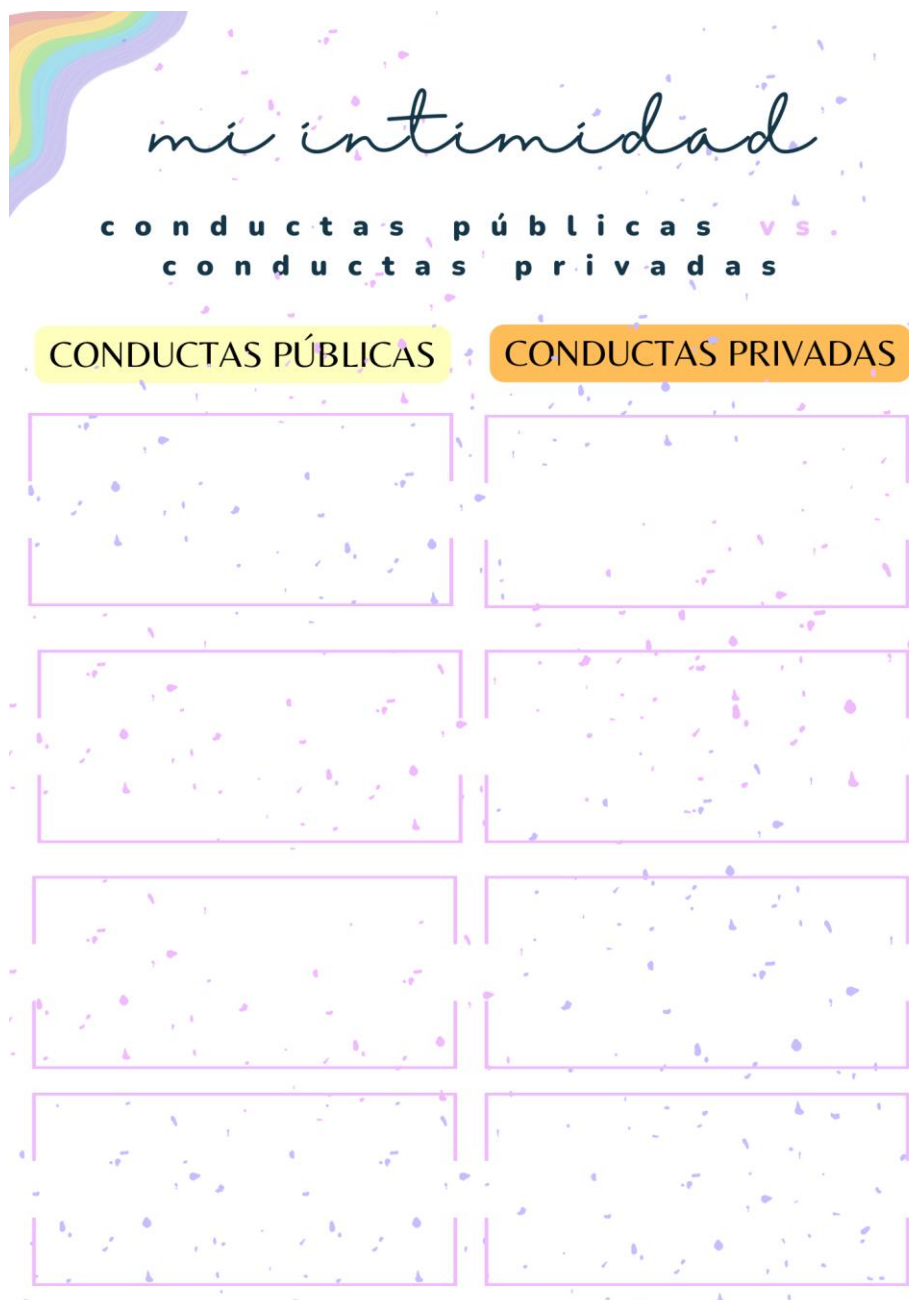 mi intimidad
conductas públicas vs.
conductas privadas
CONDUCTAS PÚBLICAS
CONDUCTAS PRIVADAS